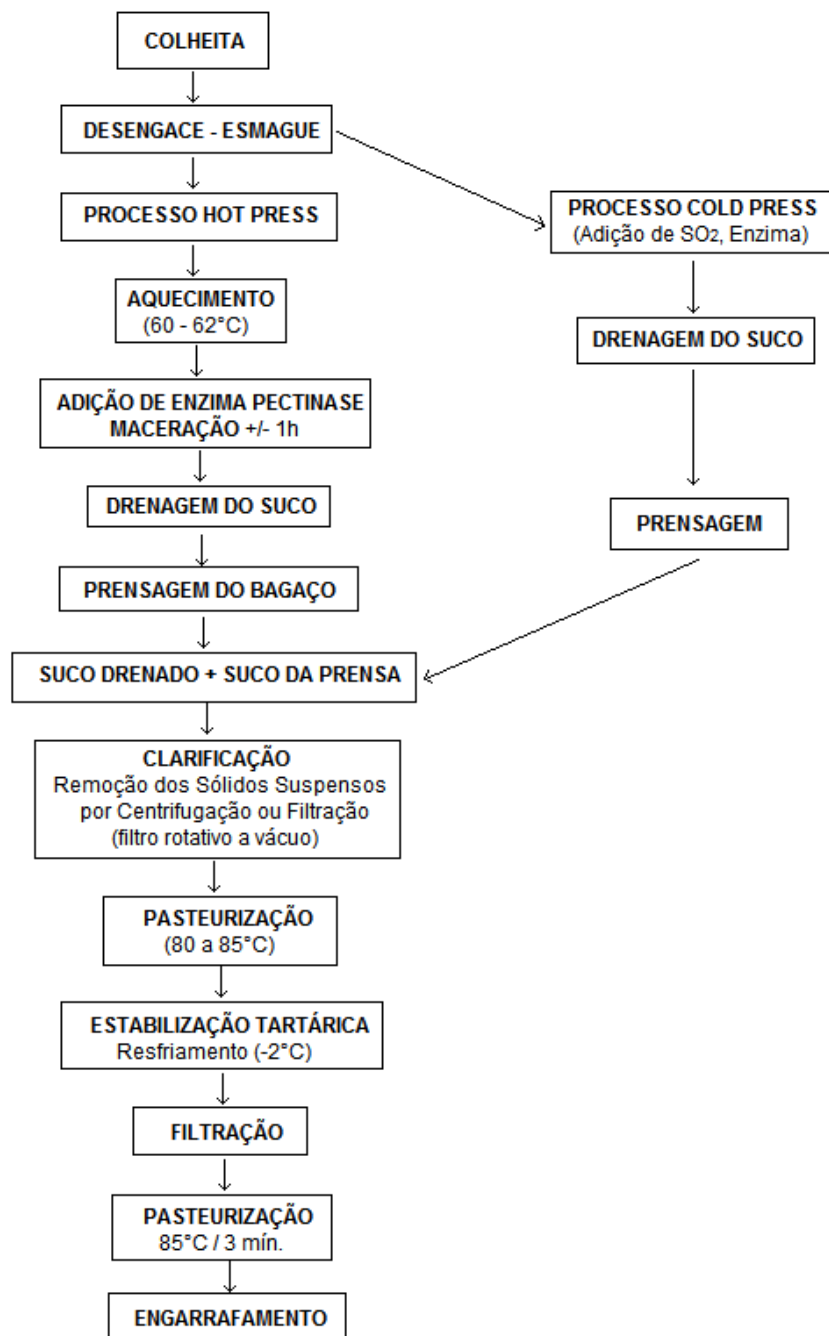 COLHEITA
DESENGACE - ESMAGUE
PROCESSO HOT PRESS
PROCESSO COLD PRESS
(Adição de SO2, Enzima)
AQUECIMENTO
(60 - 62°C)
DRENAGEM DO SUCO
ADIÇÃO DE ENZIMA PECTINASE
MACERAÇÃO +/- 1h
DRENAGEM DO SUCO
PRENSAGEM
PRENSAGEM DO BAGAÇO
SUCO DRENADO + SUCO DA PRENSA
CLARIFICAÇÃO
Remoção dos Sólidos Suspensos
por Centrifugação ou Filtração
(filtro rotativo a vácuo)
PASTEURIZAÇÃO
(80 a 85°C)
ESTABILIZAÇÃO TARTÁRICA
Resfriamento (-2°C)
FILTRAÇÃO
PASTEURIZAÇÃO
85°C / 3 mín.
ENGARRAFAMENTO